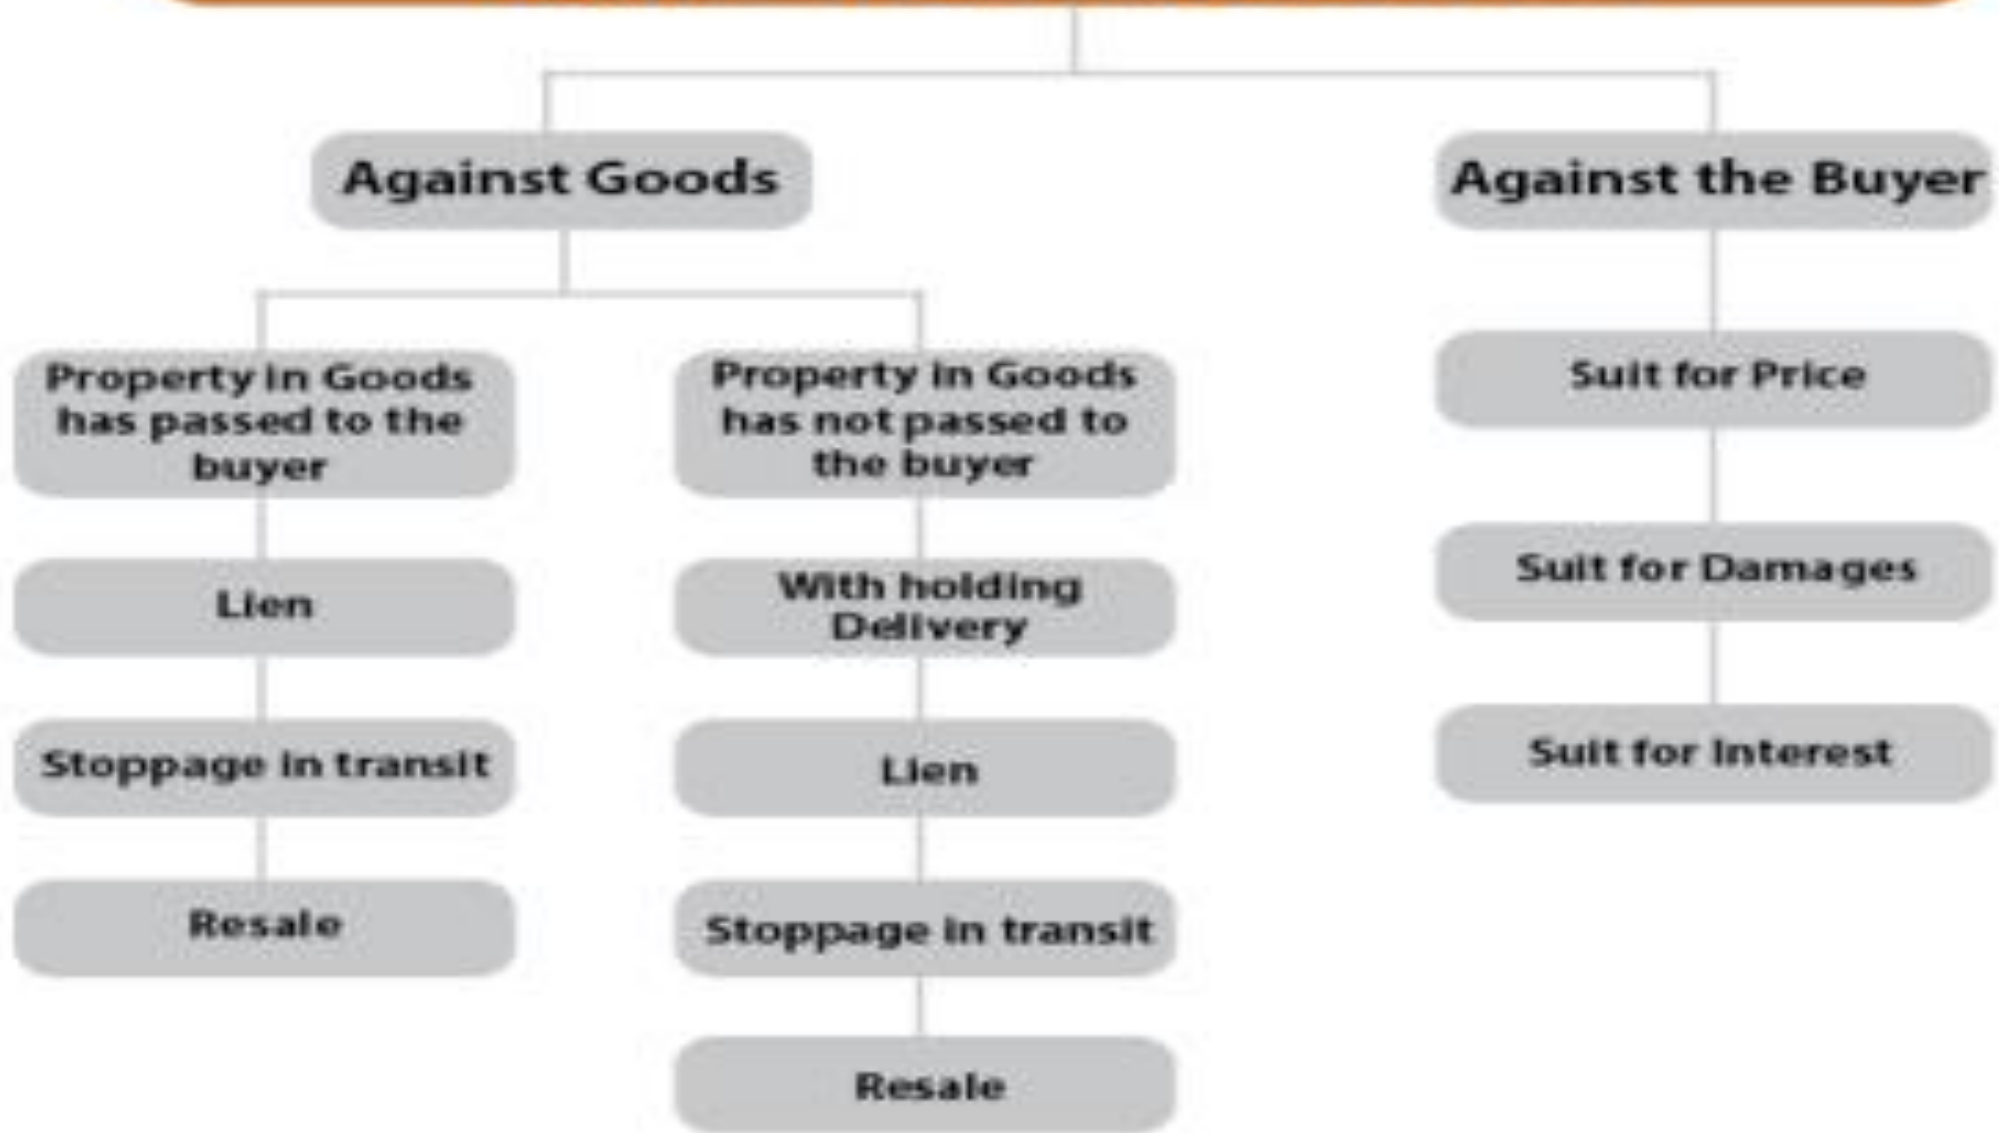 Against Goods
Against the Buyer
Property in Goods
has passed to the
buyer
Property in Goods
has not passed to
the buyer
Suit for Price
Lien
With holding
Delivery
Suit for Damages
Stoppage in transit
Lien
Suit for Interest
Resale
Stoppage in transit
Resale